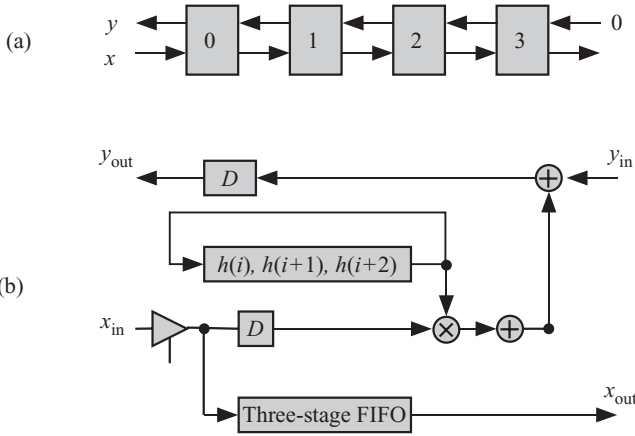 (a)
y
0
1
2
3
0
x
y_out
D
y_in
h(i), h(i+1), h(i+2)
(b)
x_in
D
×
+
+
x_out
Three-stage FIFO